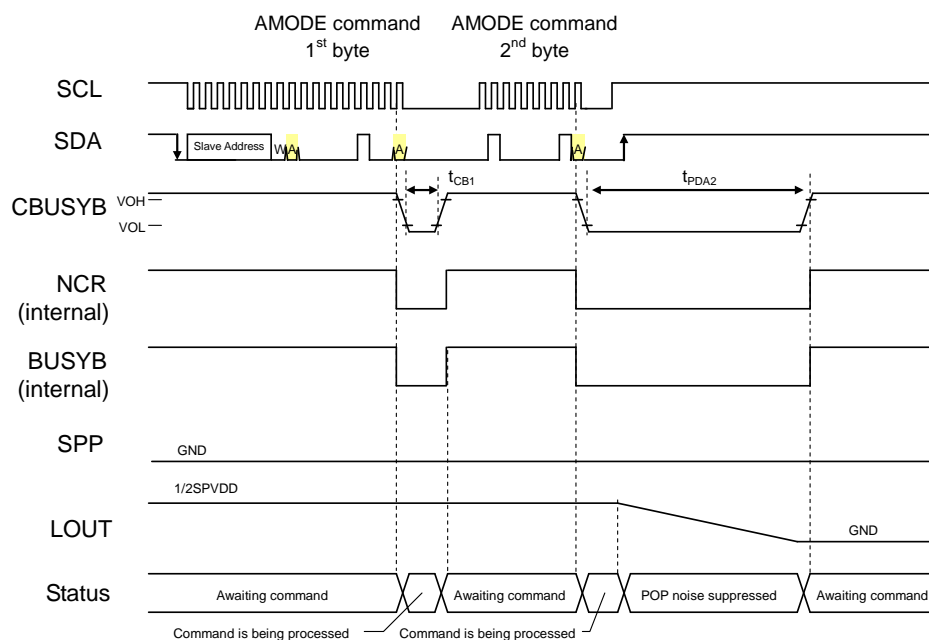 AMODE command
1st byte
AMODE command
2nd byte
SCL
SDA
Slave Address
W
A
A
A
CBUSYB
VOH
VOL
tCB1
tPDA2
NCR
(internal)
BUSYB
(internal)
SPP
GND
1/2SPVDD
LOUT
GND
Status
Awaiting command
Awaiting command
POP noise suppressed
Awaiting command
Command is being processed
Command is being processed